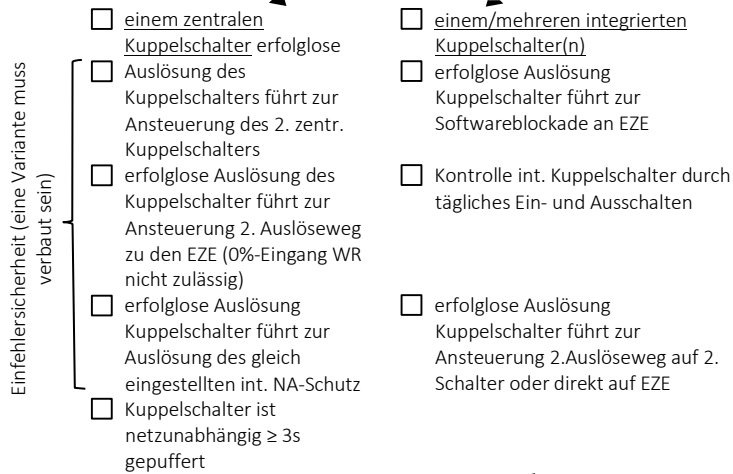 einem zentralen
Kuppelschalter erfolglose
Auslösung des
Kuppelschalters führt zur
Ansteuerung des 2. zentr.
Kuppelschalters
erfolglose Auslösung des
Kuppelschalter führt zur
Ansteuerung 2. Auslöseweg
zu den EZE (0%-Eingang WR
nicht zulässig)
erfolglose Auslösung
Kuppelschalter führt zur
Auslösung des gleich
eingestellten int. NA-Schutz
Kuppelschalter ist
netzunabhängig ≥ 3s
gepuffert
einem/mehreren integrierten
Kuppelschalter(n)
erfolglose Auslösung
Kuppelschalter führt zur
Softwareblockade an EZE
Kontrolle int. Kuppelschalter durch
tägliches Ein- und Ausschalten
erfolglose Auslösung
Kuppelschalter führt zur
Ansteuerung 2.Auslöseweg auf 2.
Schalter oder direkt auf EZE
Einfehlersicherheit (eine Variante muss
verbaut sein)